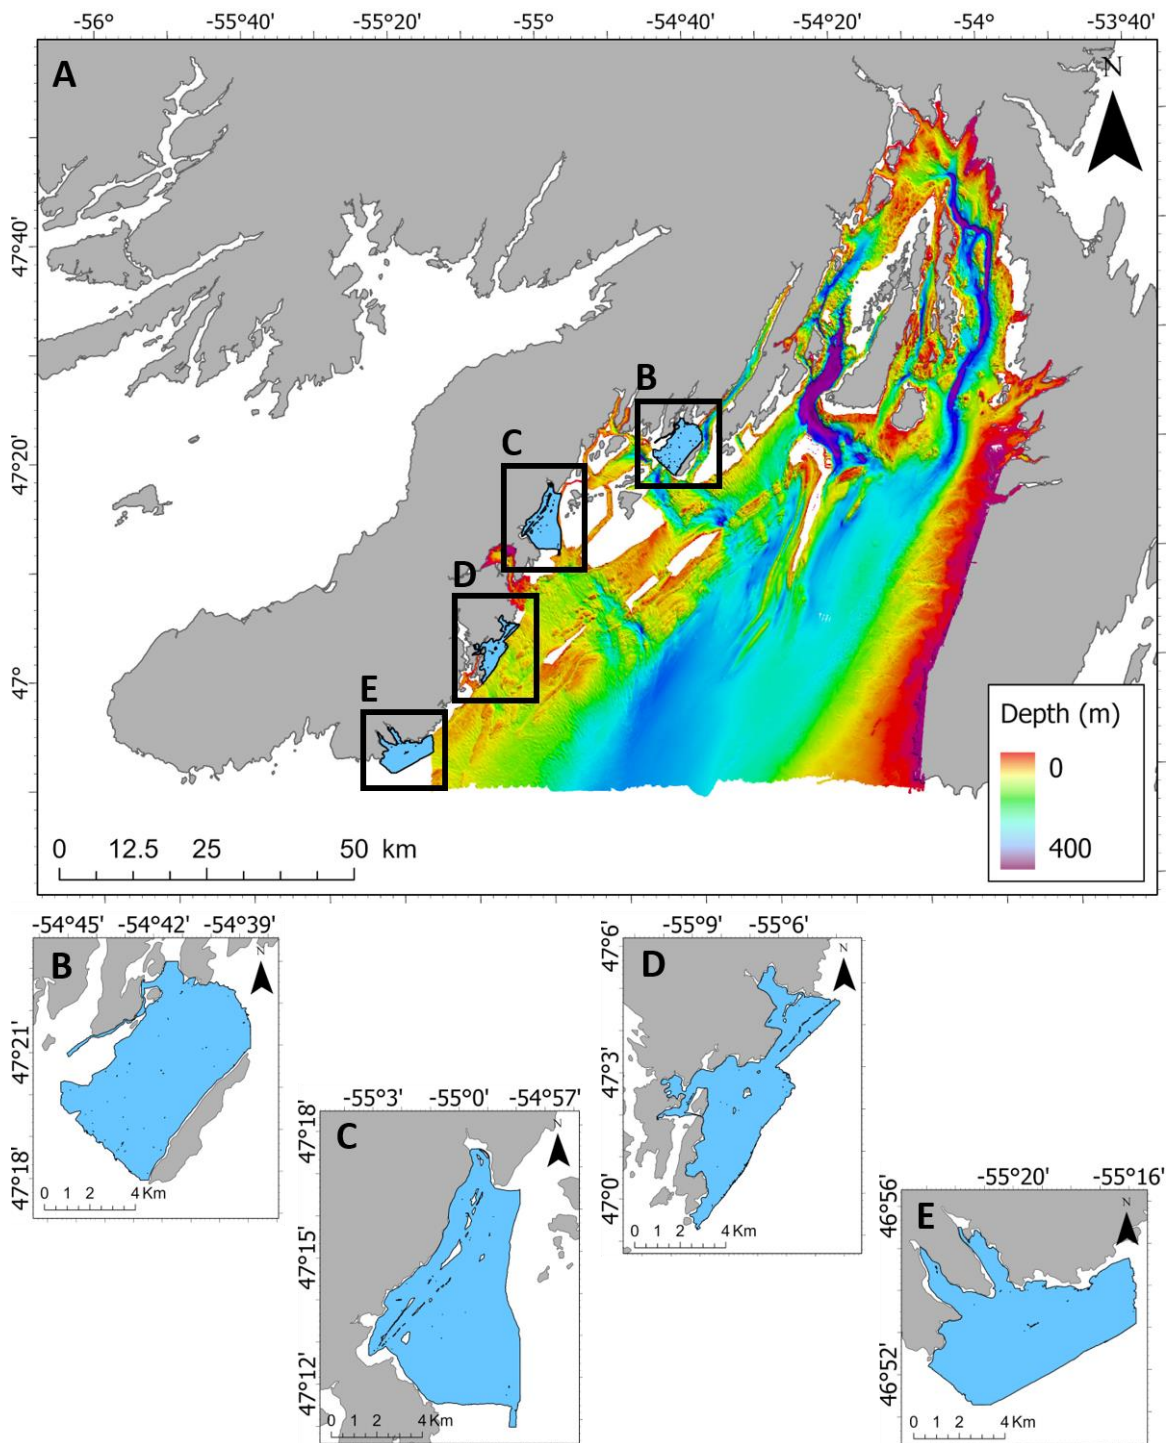 -56° -55°40' -55°20' -55° -54°40' -54°20' -54° -53°40'
A
N
47°40'
B
C
47°20'
D
47°
E
Depth (m)
0
400
0 12.5 25 50 km
-54°45' -54°42' -54°39'
B
N
47°21'
47°18'
0 1 2 4 Km
-55°3' -55°0' -54°57'
C
N
47°18'
47°15'
47°12'
0 1 2 4 Km
-55°9' -55°6'
D
N
47°6'
47°3'
47°0'
0 1 2 4 Km
-55°20' -55°16'
E
N
46°56'
46°52'
0 1 2 4 Km